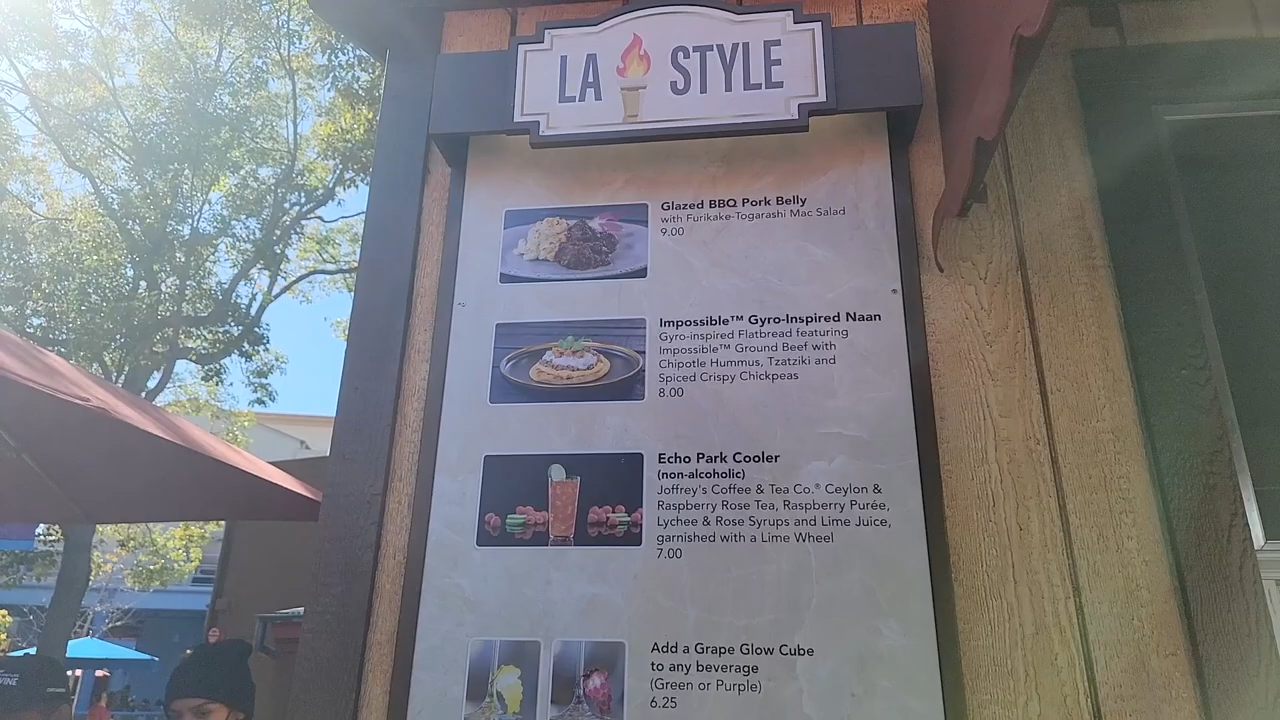 LA STYLE
Glazed BBQ Pork Belly
with Furikake-Togarashi Mac Salad
9.00
Impossible™ Gyro-Inspired Naan
Gyro-inspired Flatbread featuring
Impossible™ Ground Beef with
Chipotle Hummus, Tzatziki and
Spiced Crispy Chickpeas
8.00
Echo Park Cooler
(non-alcoholic)
Joffrey's Coffee & Tea Co.® Ceylon &
Raspberry Rose Tea, Raspberry Purée,
Lychee & Rose Syrups and Lime Juice,
garnished with a Lime Wheel
7.00
Add a Grape Glow Cube
to any beverage
(Green or Purple)
6.25